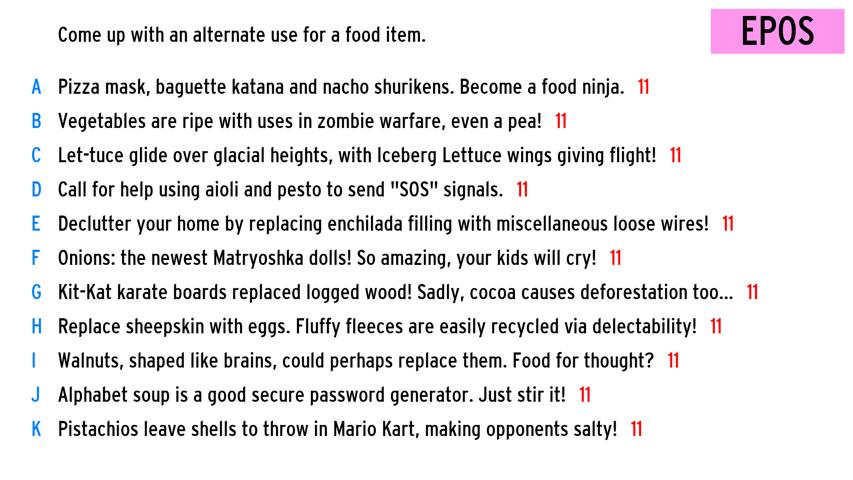 Come up with an alternate use for a food item.
EPOS
A Pizza mask, baguette katana and nacho shurikens. Become a food ninja. 11
B Vegetables are ripe with uses in zombie warfare, even a pea! 11
C Let-tuce glide over glacial heights, with Iceberg Lettuce wings giving flight! 11
D Call for help using aioli and pesto to send "SOS" signals. 11
E Declutter your home by replacing enchilada filling with miscellaneous loose wires! 11
F Onions: the newest Matryoshka dolls! So amazing, your kids will cry! 11
G Kit-Kat karate boards replaced logged wood! Sadly, cocoa causes deforestation too... 11
H Replace sheepskin with eggs. Fluffy fleeces are easily recycled via delectability! 11
I Walnuts, shaped like brains, could perhaps replace them. Food for thought? 11
J Alphabet soup is a good secure password generator. Just stir it! 11
K Pistachios leave shells to throw in Mario Kart, making opponents salty! 11